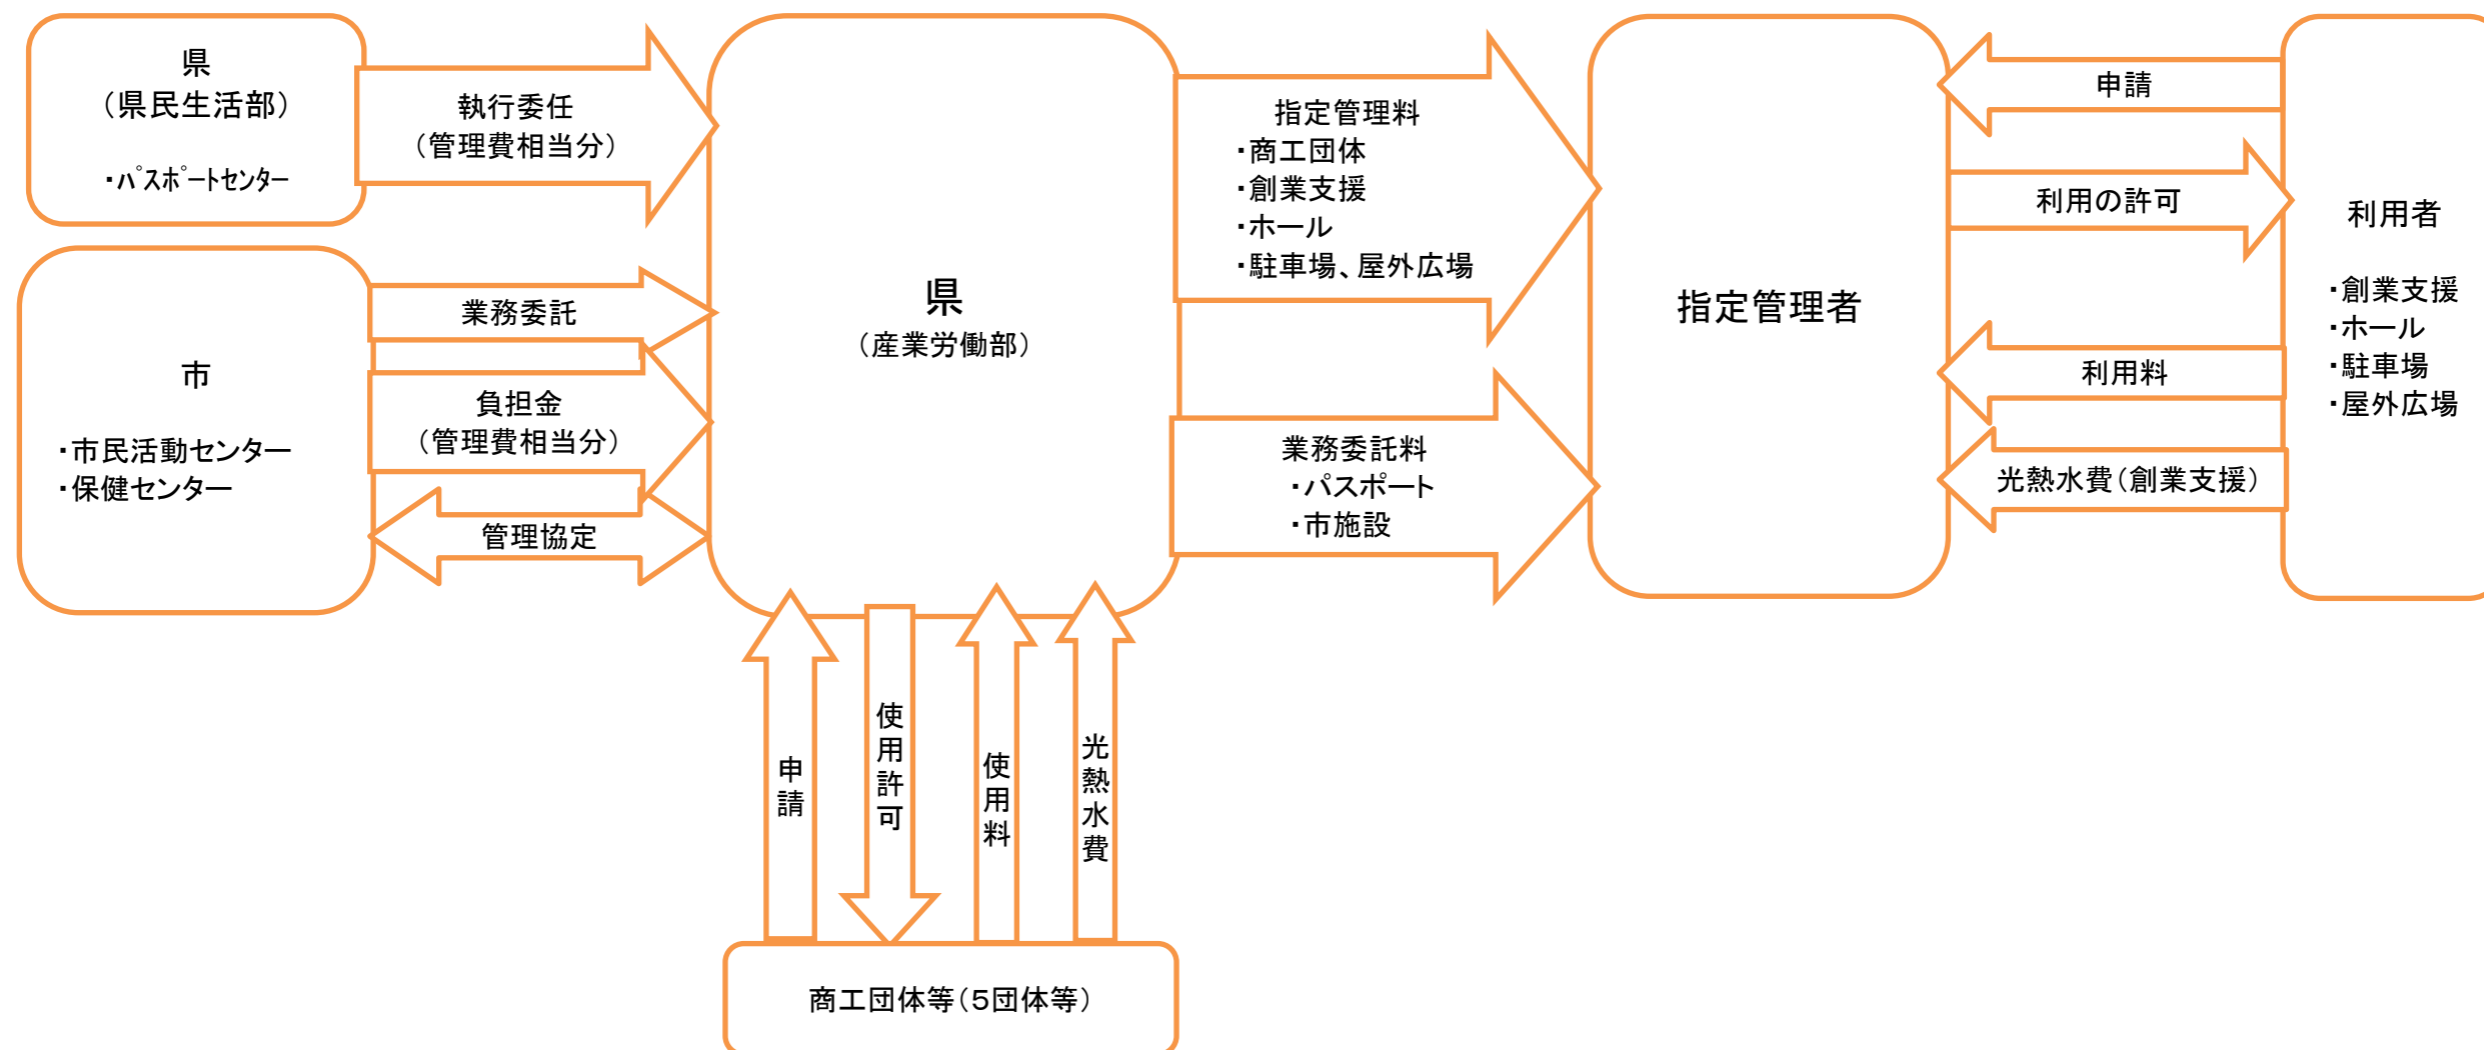 県
（県民生活部）
・ﾊﾟｽﾎﾟｰﾄｾﾝﾀｰ
執行委任
（管理費相当分）
市
・市民活動センター
・保健センター
業務委託
負担金
（管理費相当分）
管理協定
県
（産業労働部）
指定管理料
・商工団体
・創業支援
・ホール
・駐車場、屋外広場
業務委託料
・パスポート
・市施設
指定管理者
申請
利用の許可
利用料
光熱水費（創業支援）
利用者
・創業支援
・ホール
・駐車場
・屋外広場
申請
使用許可
使用料
光熱水費
商工団体等（５団体等）